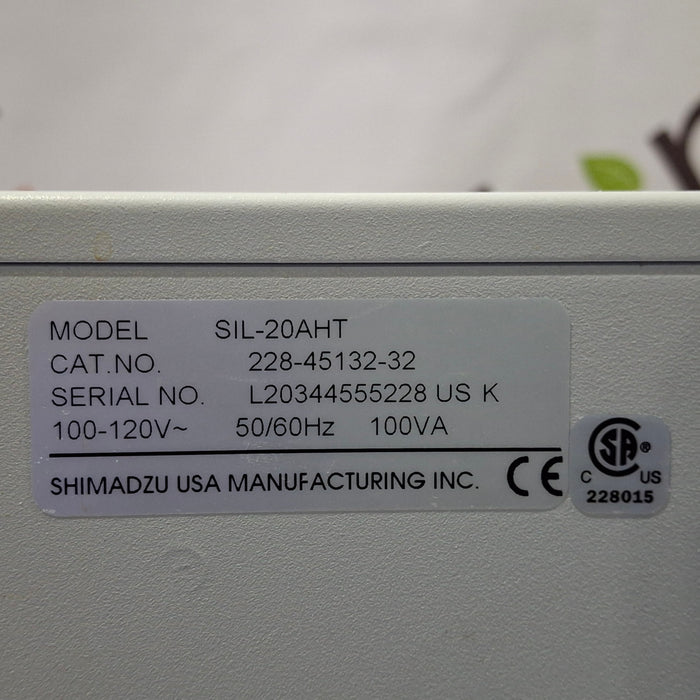 MODEL SIL-20AHT
CAT.NO. 228-45132-32
SERIAL NO. L20344555228 US K
100-120V~ 50/60Hz 100VA
SHIMADZU USA MANUFACTURING INC. CE
SA ®
C US
228015